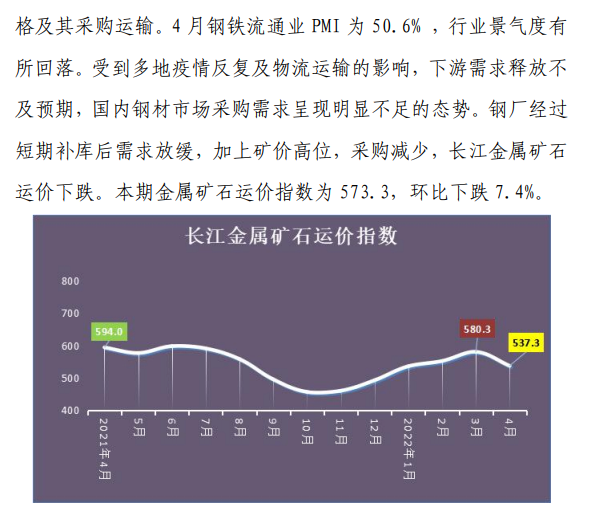 格及其采购运输。4 月钢铁流通业 PMI 为 50.6% ，行业景气度有
所回落。受到多地疫情反复及物流运输的影响，下游需求释放不
及预期，国内钢材市场采购需求呈现明显不足的态势。钢厂经过
短期补库后需求放缓，加上矿价高位，采购减少，长江金属矿石
运价下跌。本期金属矿石运价指数为 573.3，环比下跌 7.4%。
长江金属矿石运价指数
800
700
600
500
400
594.0
580.3
537.3
2021年4月
5月
6月
7月
8月
9月
10月
11月
12月
2022年1月
2月
3月
4月